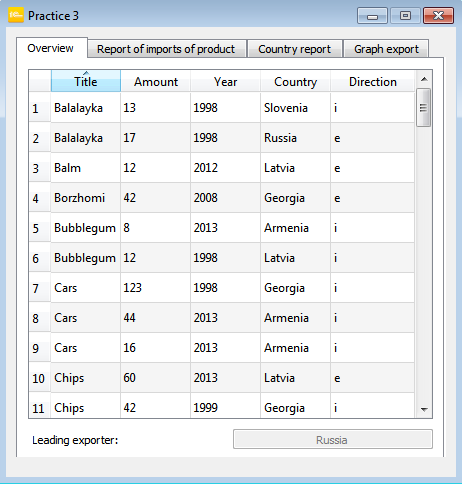 Practice 3
Overview Report of imports of product Country report Graph export
Title Amount Year Country Direction
1 Balalayka 13 1998 Slovenia i
2 Balalayka 17 1998 Russia e
3 Balm 12 2012 Latvia e
4 Borzhomi 42 2008 Georgia e
5 Bubblegum 8 2013 Armenia i
6 Bubblegum 12 1998 Latvia i
7 Cars 123 1998 Georgia i
8 Cars 44 2013 Armenia i
9 Cars 16 2013 Armenia i
10 Chips 60 2013 Latvia e
11 Chips 42 1999 Georgia i
Leading exporter: Russia